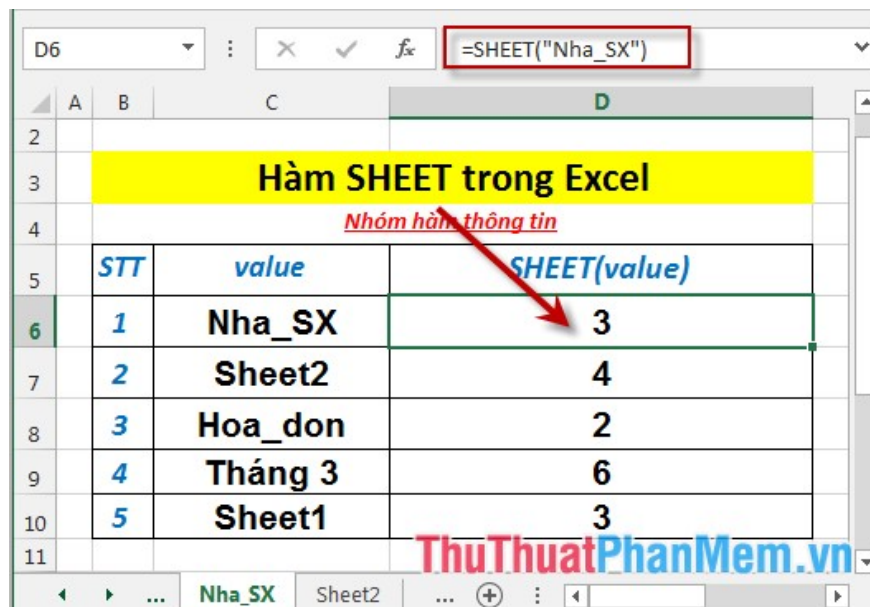 D6 fx =SHEET("Nha_SX")
A B C D
2
3 Hàm SHEET trong Excel
4 Nhóm hàm thông tin
5 STT value SHEET(value)
6 1 Nha_SX 3
7 2 Sheet2 4
8 3 Hoa_don 2
9 4 Tháng 3 6
10 5 Sheet1 3
11 ThuThuatPhanMem.vn
... Nha_SX Sheet2 ...